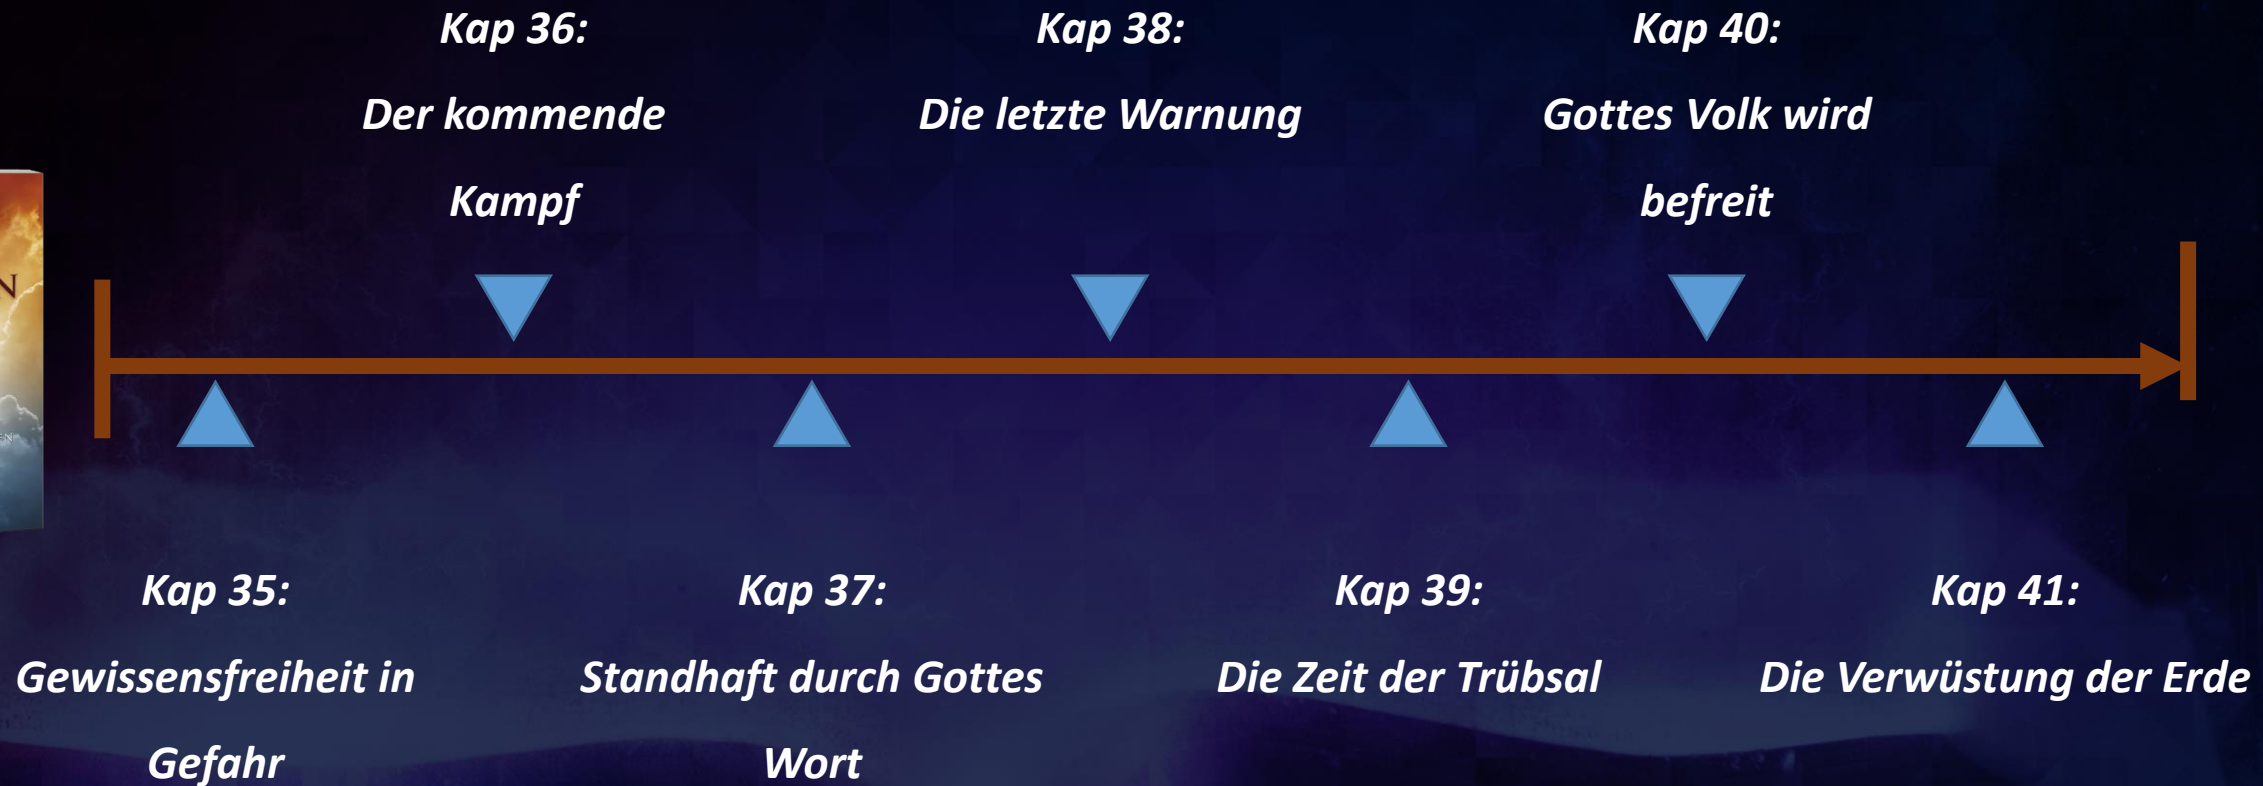 Kap 36:
Der kommende
Kampf
Kap 38:
Die letzte Warnung
Kap 40:
Gottes Volk wird
befreit
N
Kap 35:
Gewissensfreiheit in
Gefahr
Kap 37:
Standhaft durch Gottes
Wort
Kap 39:
Die Zeit der Trübsal
Kap 41:
Die Verwüstung der Erde